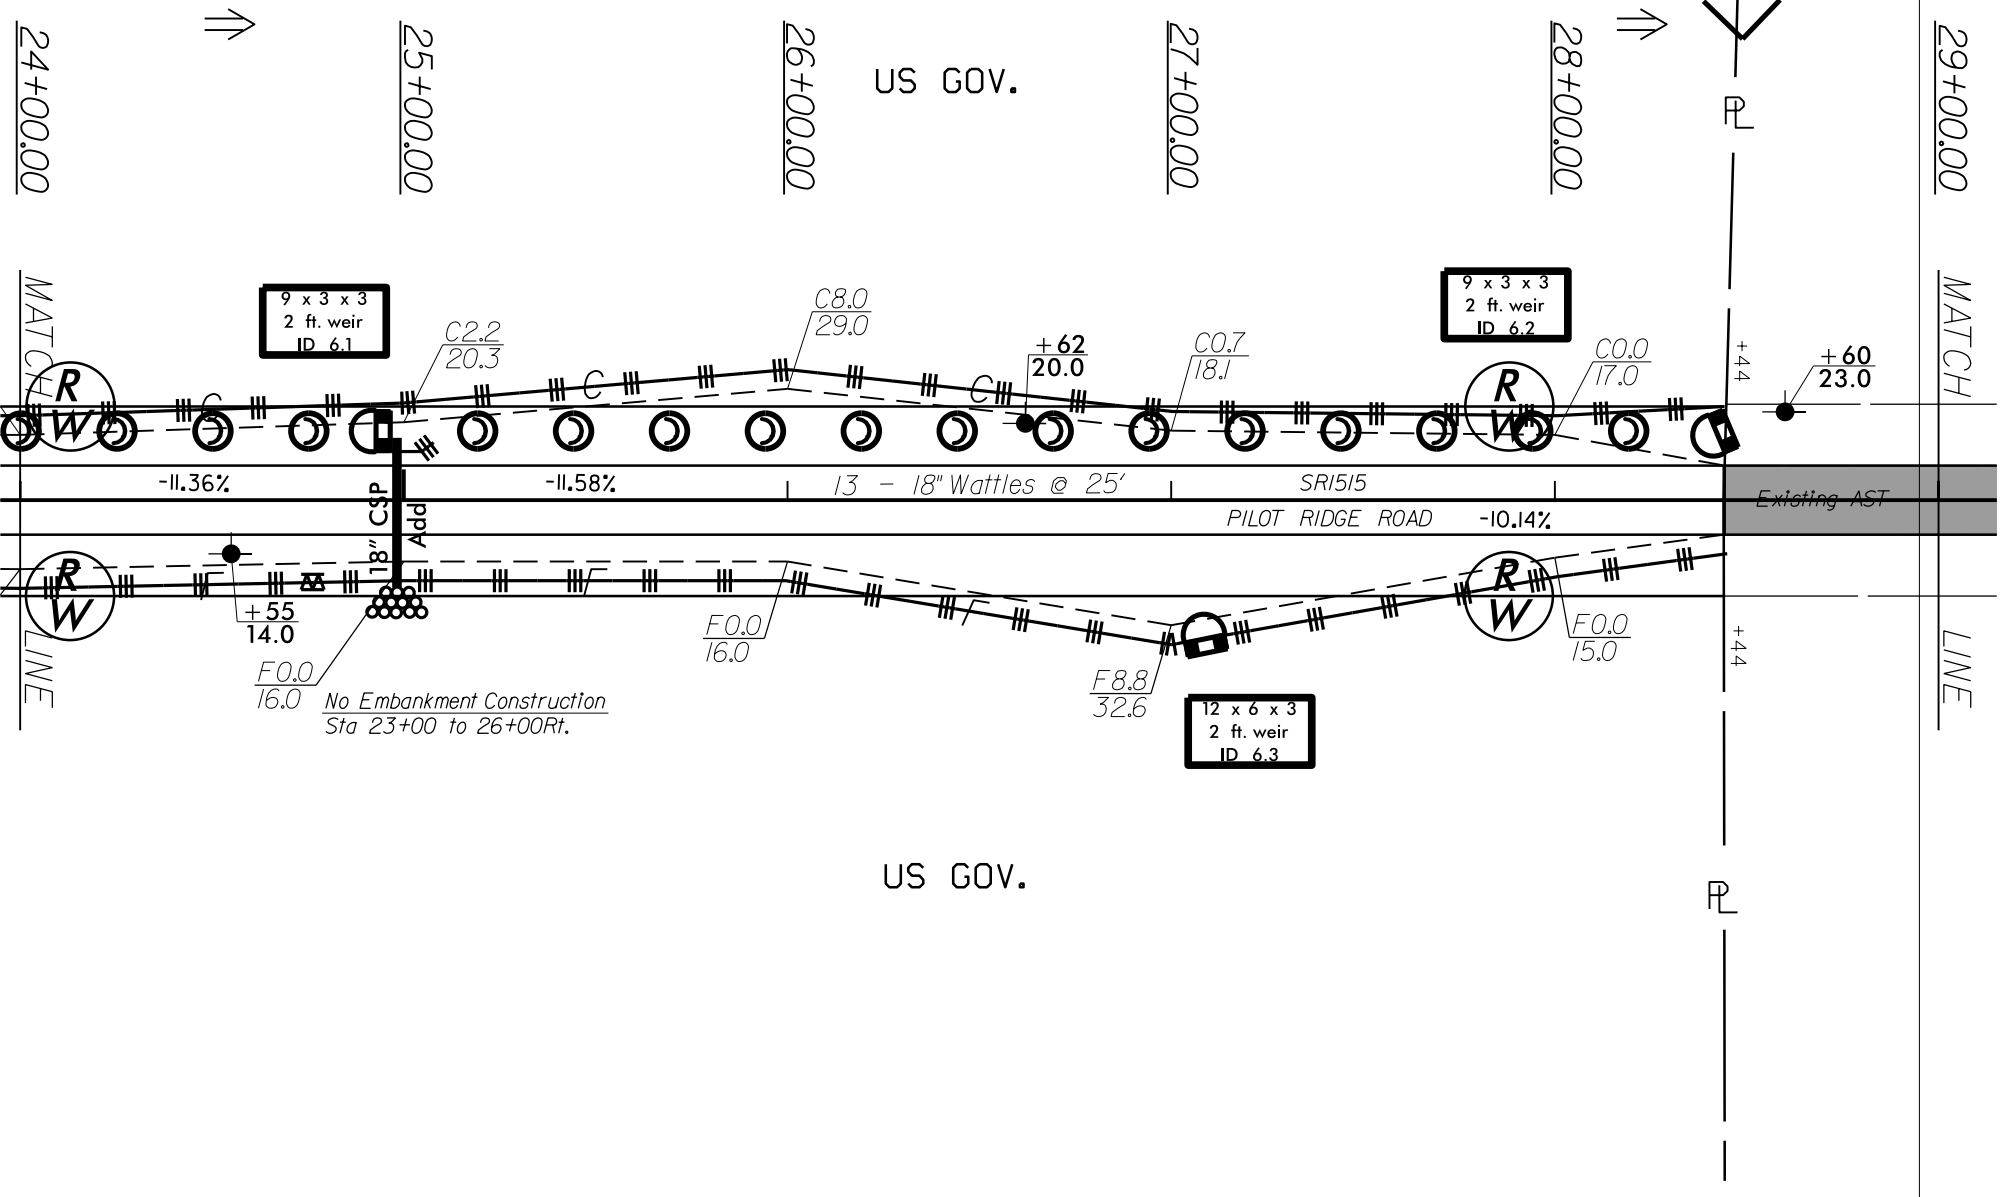 24+00.00
25+00.00
26+00.00
27+00.00
28+00.00
29+00.00
US GOV.
PL
MATCH
LINE
MATCH
LINE
9 x 3 x 3
2 ft. weir
ID 6.1
C2.2
20.3
C8.0
29.0
+62
20.0
C0.7
18.1
9 x 3 x 3
2 ft. weir
ID 6.2
C0.0
17.0
+44
+60
23.0
R
W
C
C
C
R
W
-11.36%
18" CSP
Add
-11.58%
13 - 18" Wattles @ 25'
SR1515
PILOT RIDGE ROAD
-10.14%
Existing AST
R
W
F
F
F
R
W
+55
14.0
F0.0
16.0
No Embankment Construction
Sta 23+00 to 26+00Rt.
F0.0
16.0
F8.8
32.6
F0.0
15.0
+44
12 x 6 x 3
2 ft. weir
ID 6.3
US GOV.
PL